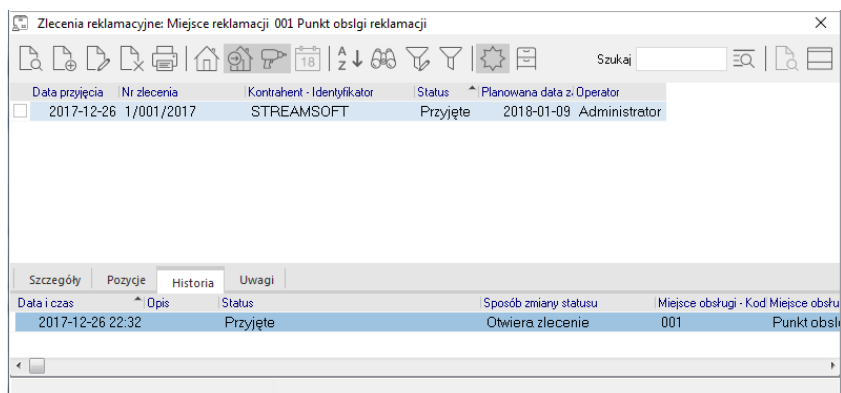 Zlecenia reklamacyjne: Miejsce reklamacji 001 Punkt obslgi reklamacji
18 A Z Szukaj
Data przyjęcia Nr zlecenia Kontrahent - Identyfikator Status Planowana data z Operator
2017-12-26 1/001/2017 STREAMSOFT Przyjęte 2018-01-09 Administrator
Szczegóły Pozycje Historia Uwagi
Data i czas Opis Status Sposób zmiany statusu Miejsce obsługi - Kod Miejsce obsłu
2017-12-26 22:32 Przyjęte Otwiera zlecenie 001 Punkt obsl